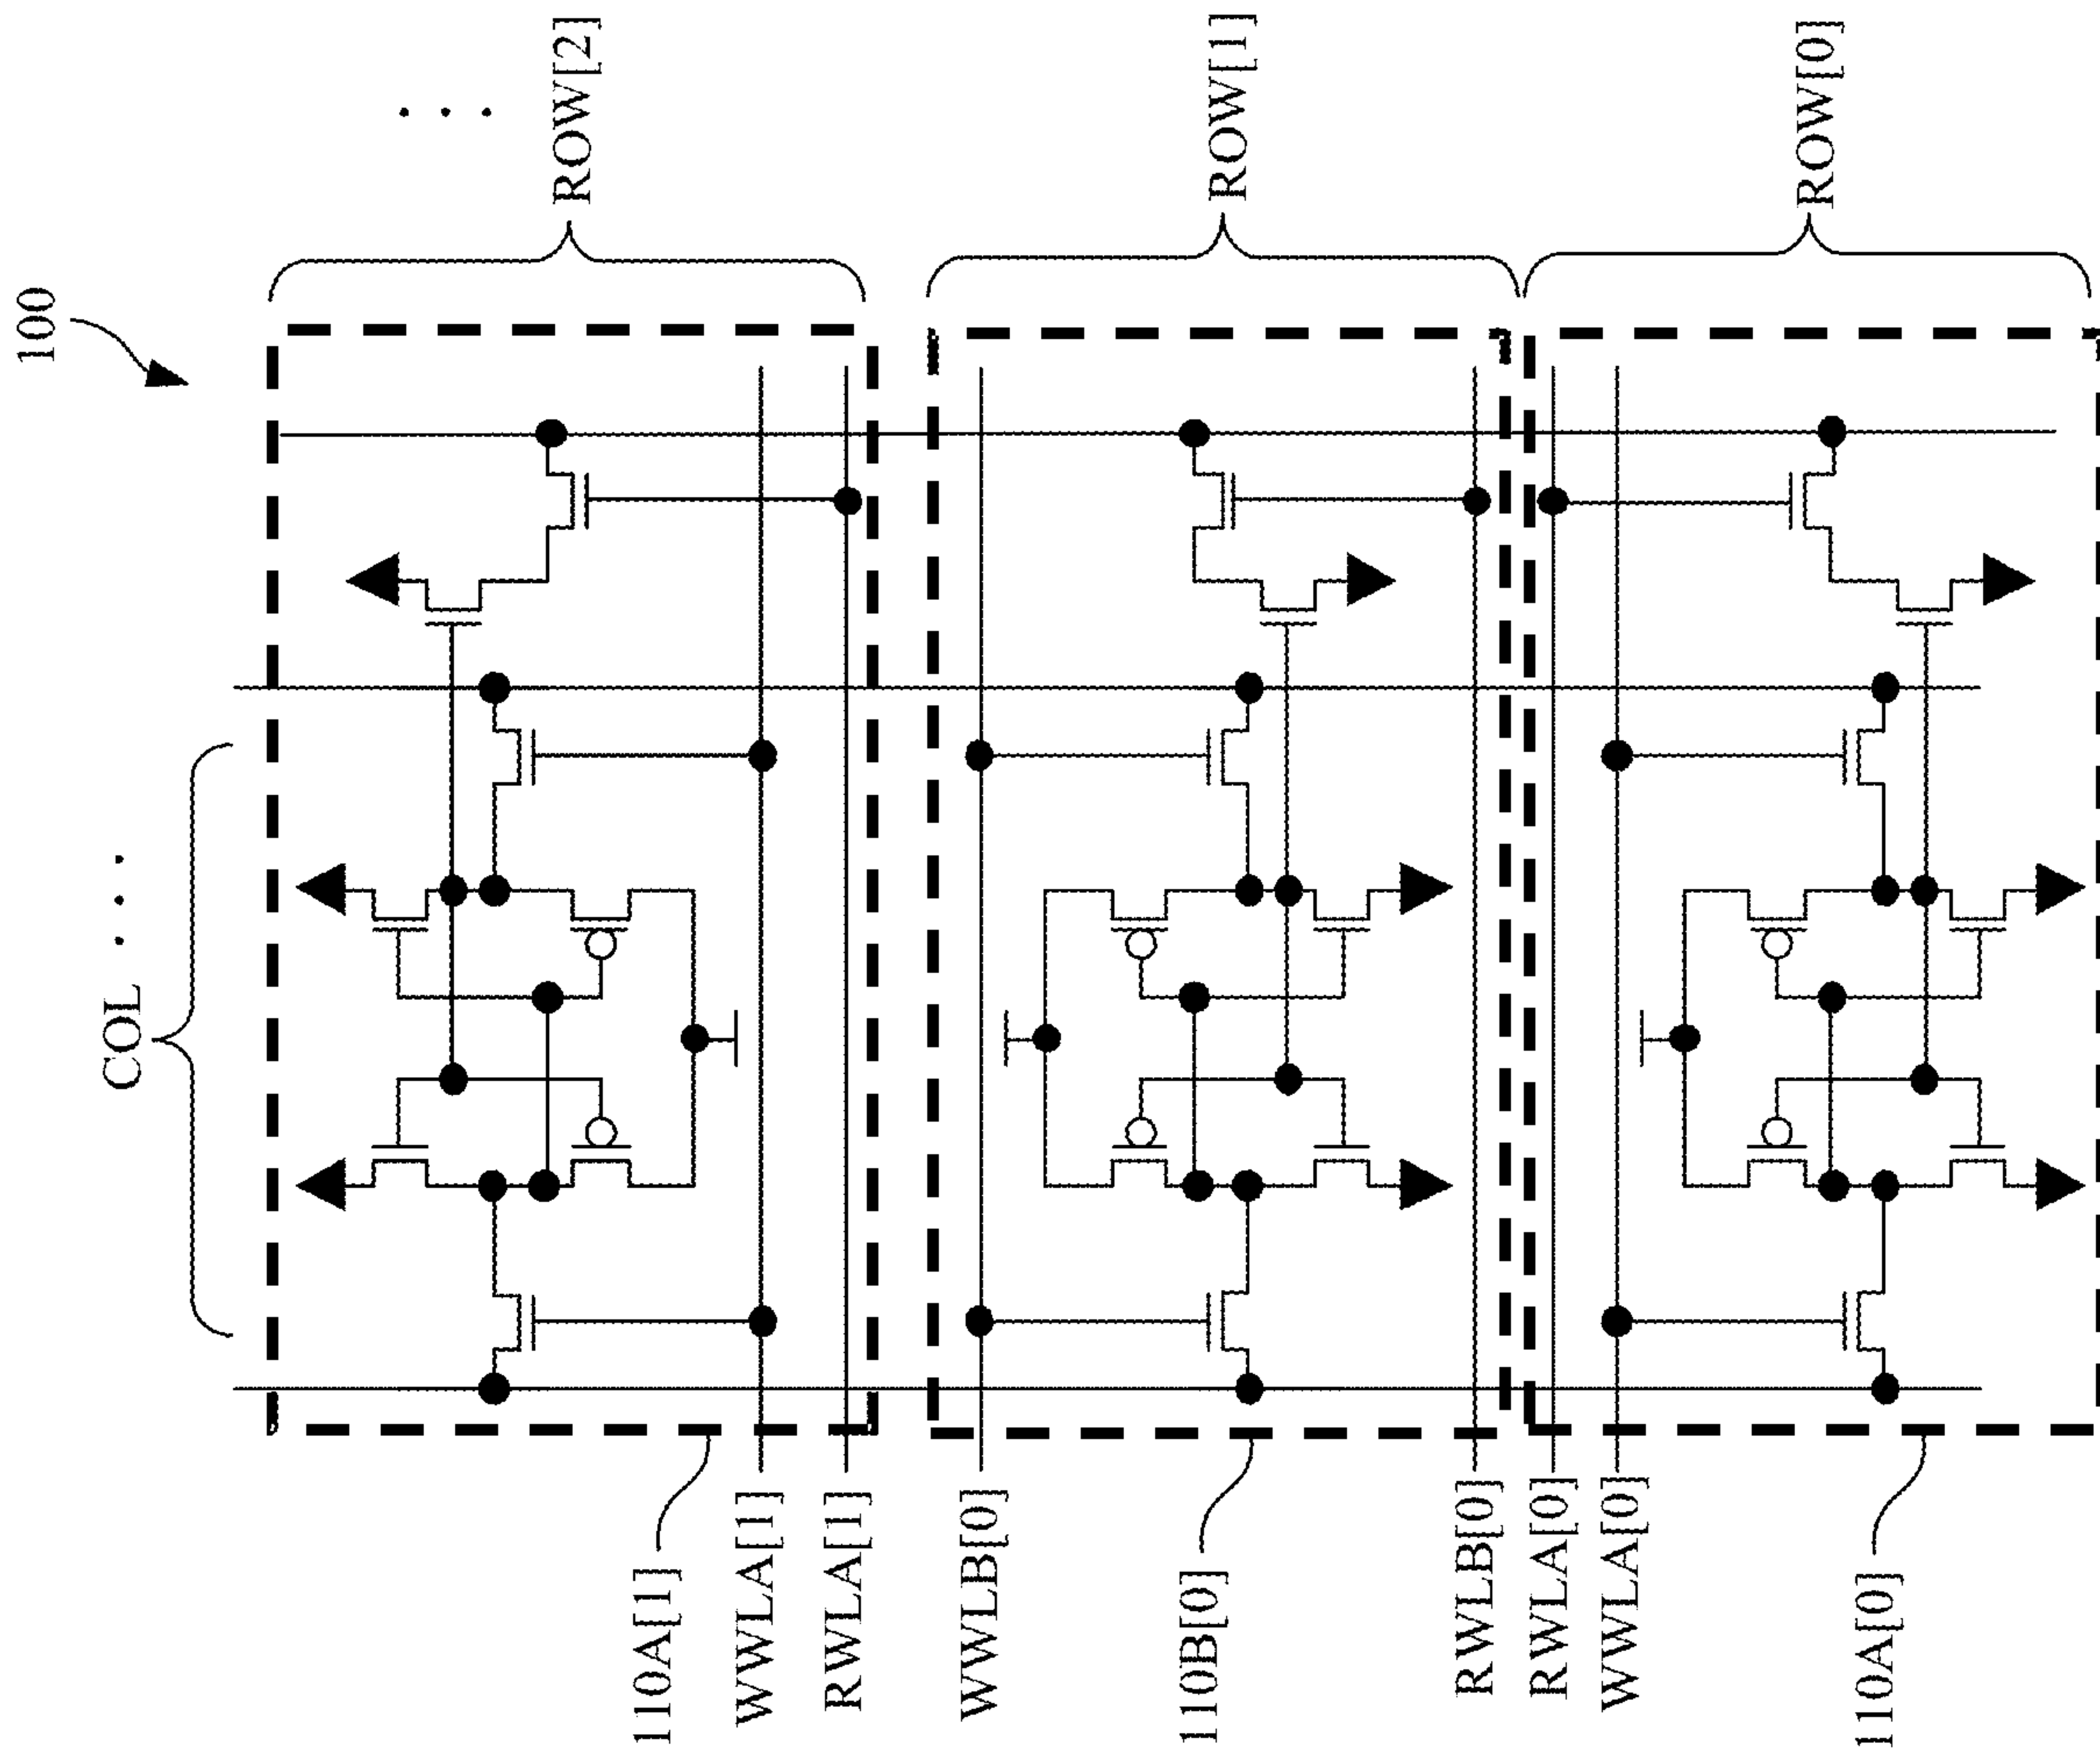 100
COL . . .
. . .
ROW[2]
ROW[1]
ROW[0]
110A[1]
WWLA[1]
RWLA[1]
WWLB[0]
110B[0]
RWLB[0]
RWLA[0]
WWLA[0]
110A[0]